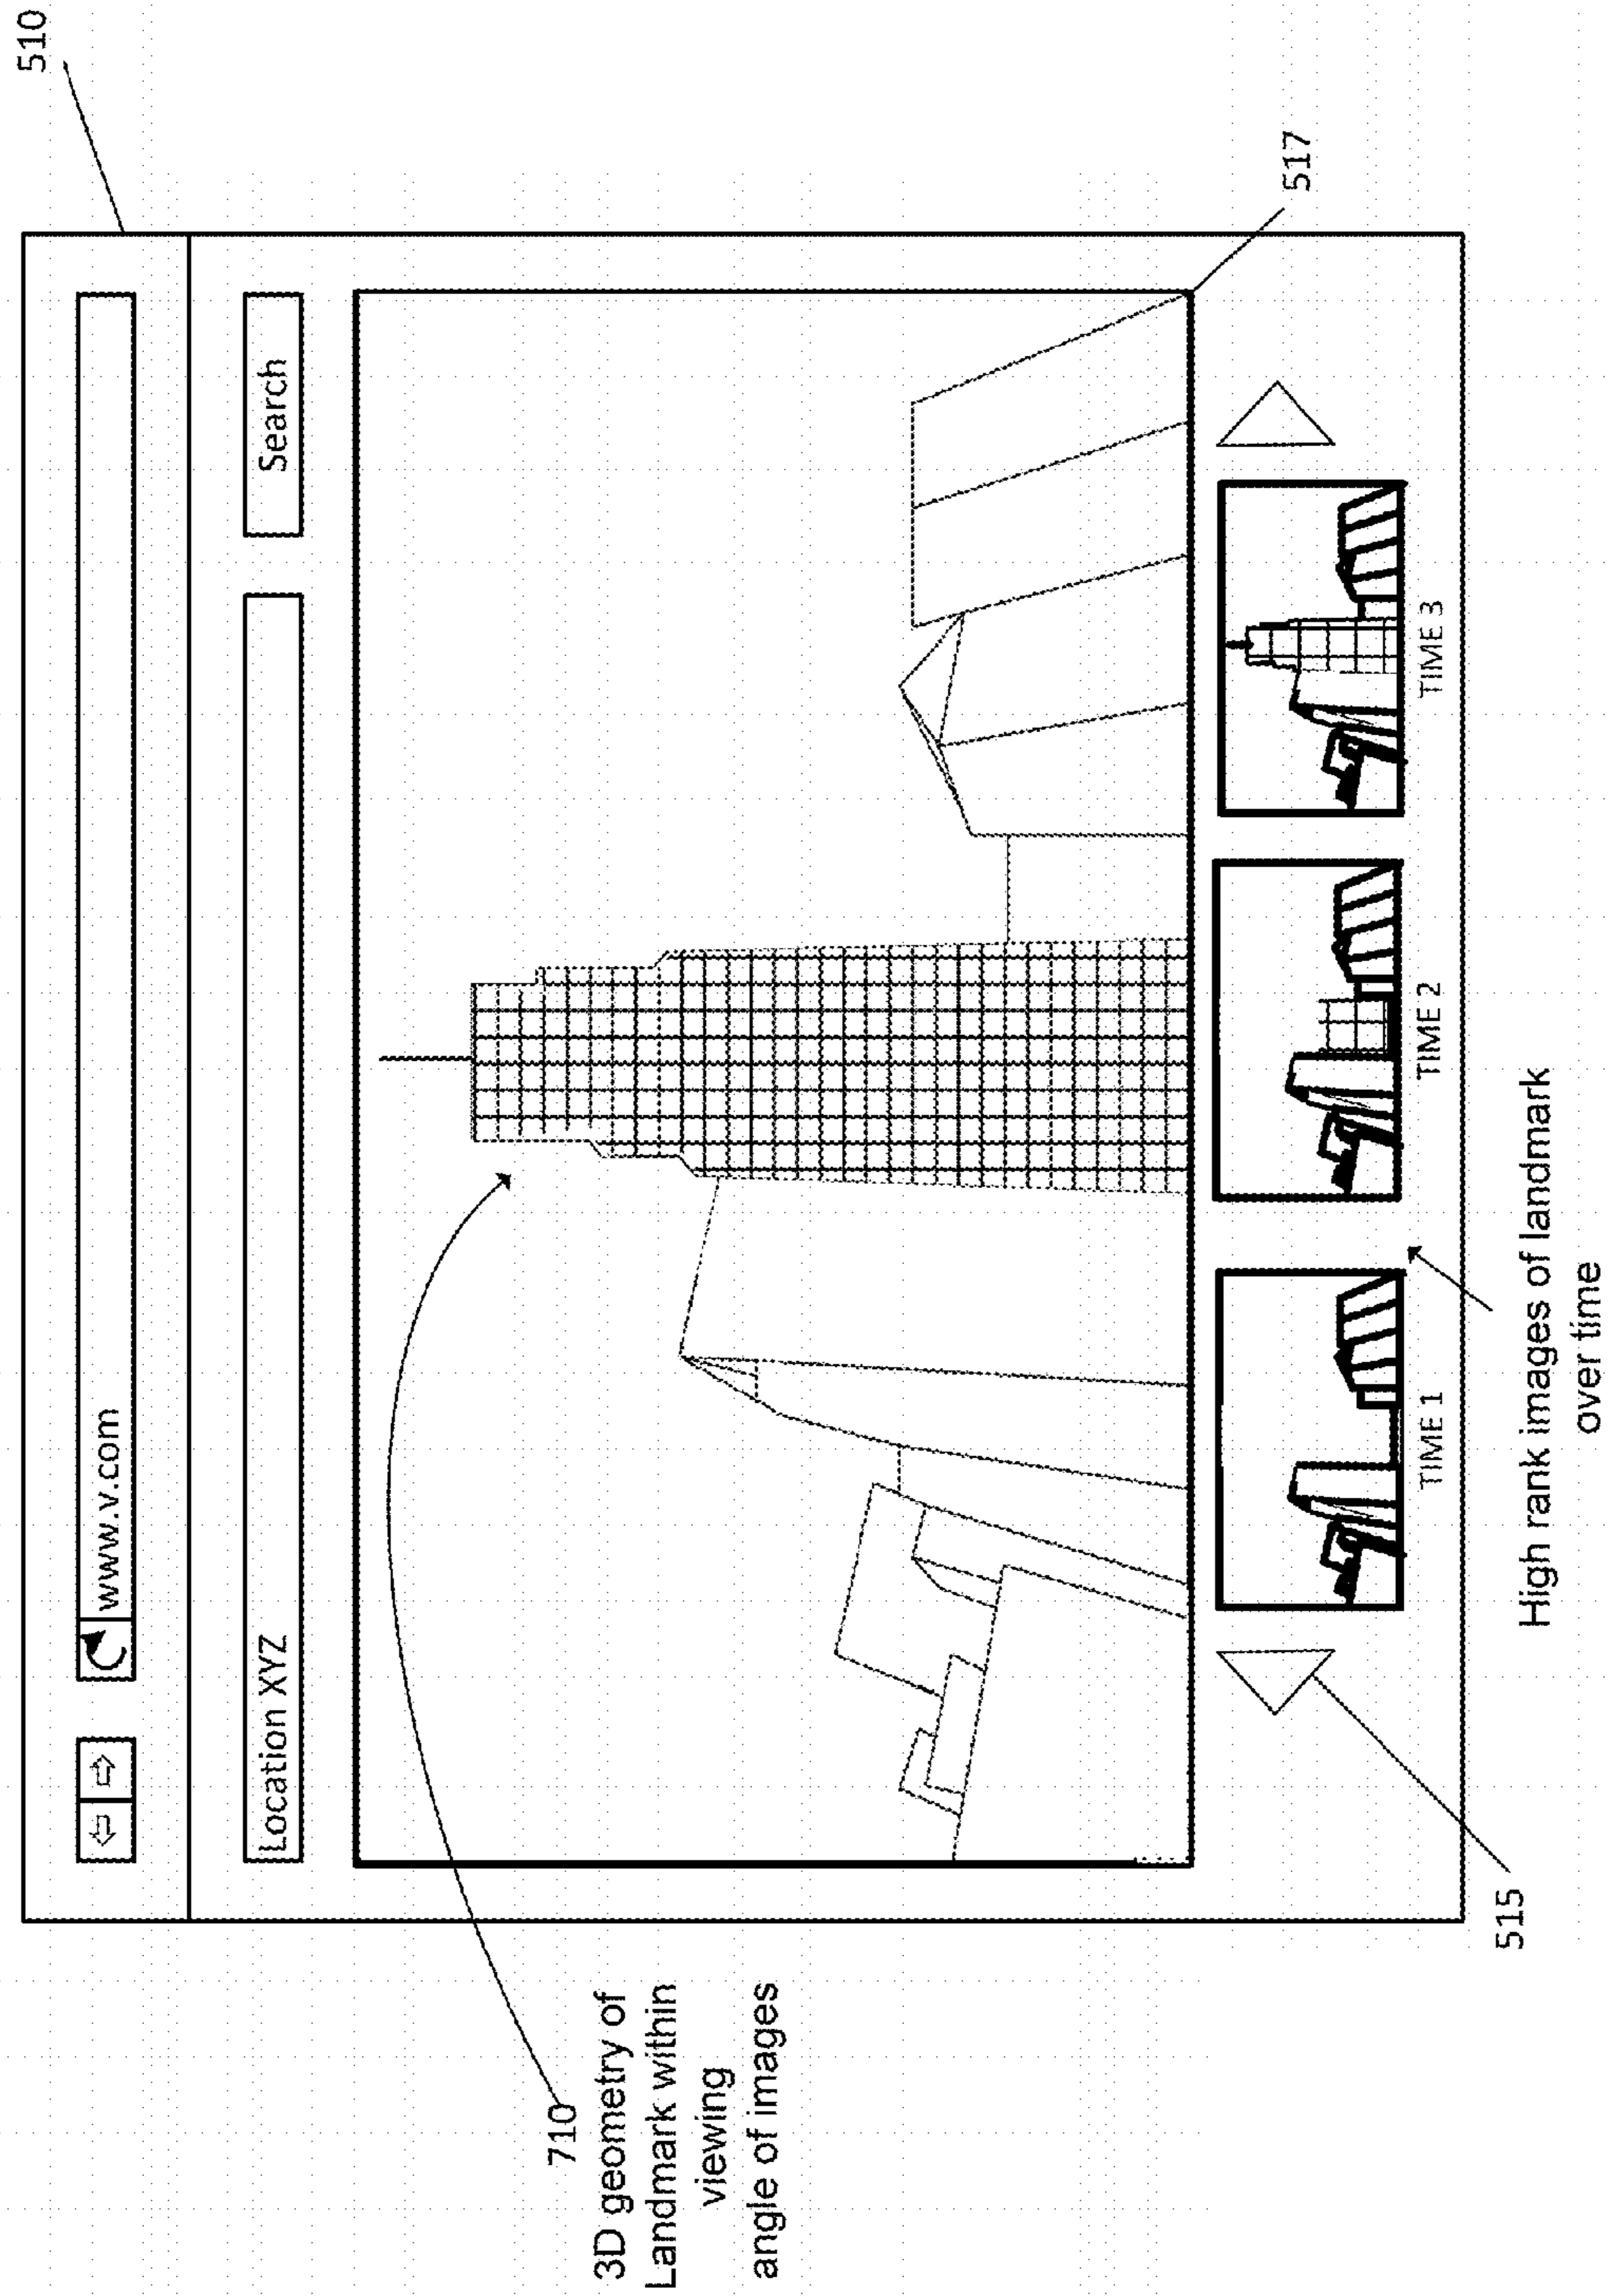 510
www.v.com
Location XYZ
Search
710
3D geometry of
Landmark within
viewing
angle of images
517
515
TIME 1
TIME 2
TIME 3
High rank images of landmark
over time